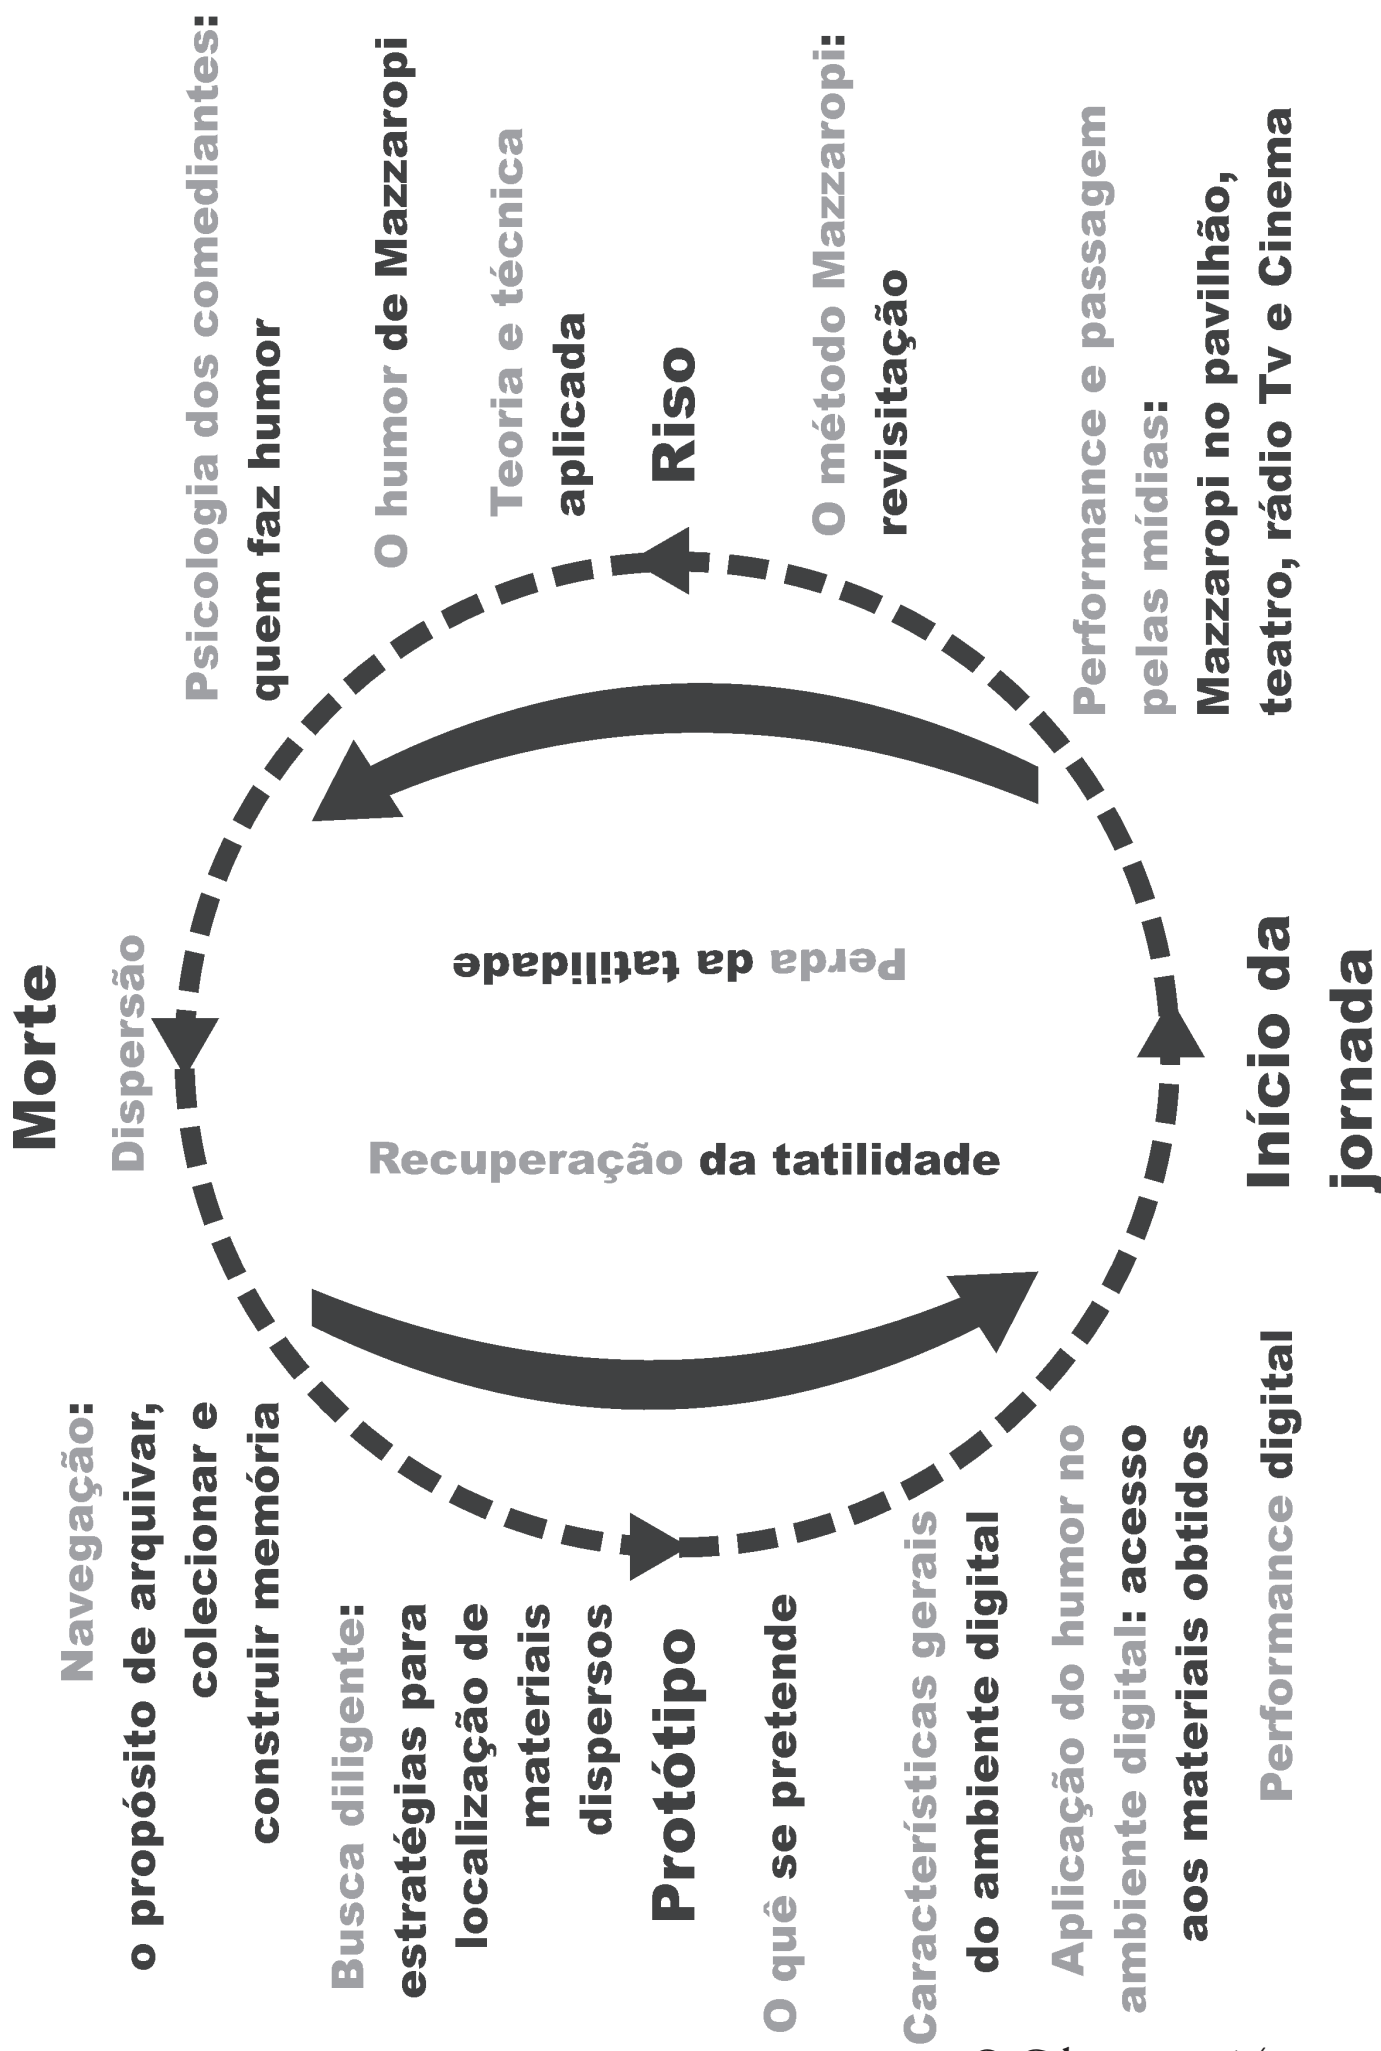 Morte
Dispersão
Navegação:
o propósito de arquivar,
colecionar e
construir memória
Busca diligente:
estratégias para
localização de
materiais
dispersos
Protótipo
O quê se pretende
Características gerais
do ambiente digital
Aplicação do humor no
ambiente digital: acesso
aos materiais obtidos
Performance digital
Início da
jornada
Performance e passagem
pelas mídias:
Mazzaropi no pavilhão,
teatro, rádio Tv e Cinema
O método Mazzaropi:
revisitação
Riso
Teoria e técnica
aplicada
O humor de Mazzaropi
Psicologia dos comediantes:
quem faz humor
Recuperação da tatilidade
Perda da tatilidade